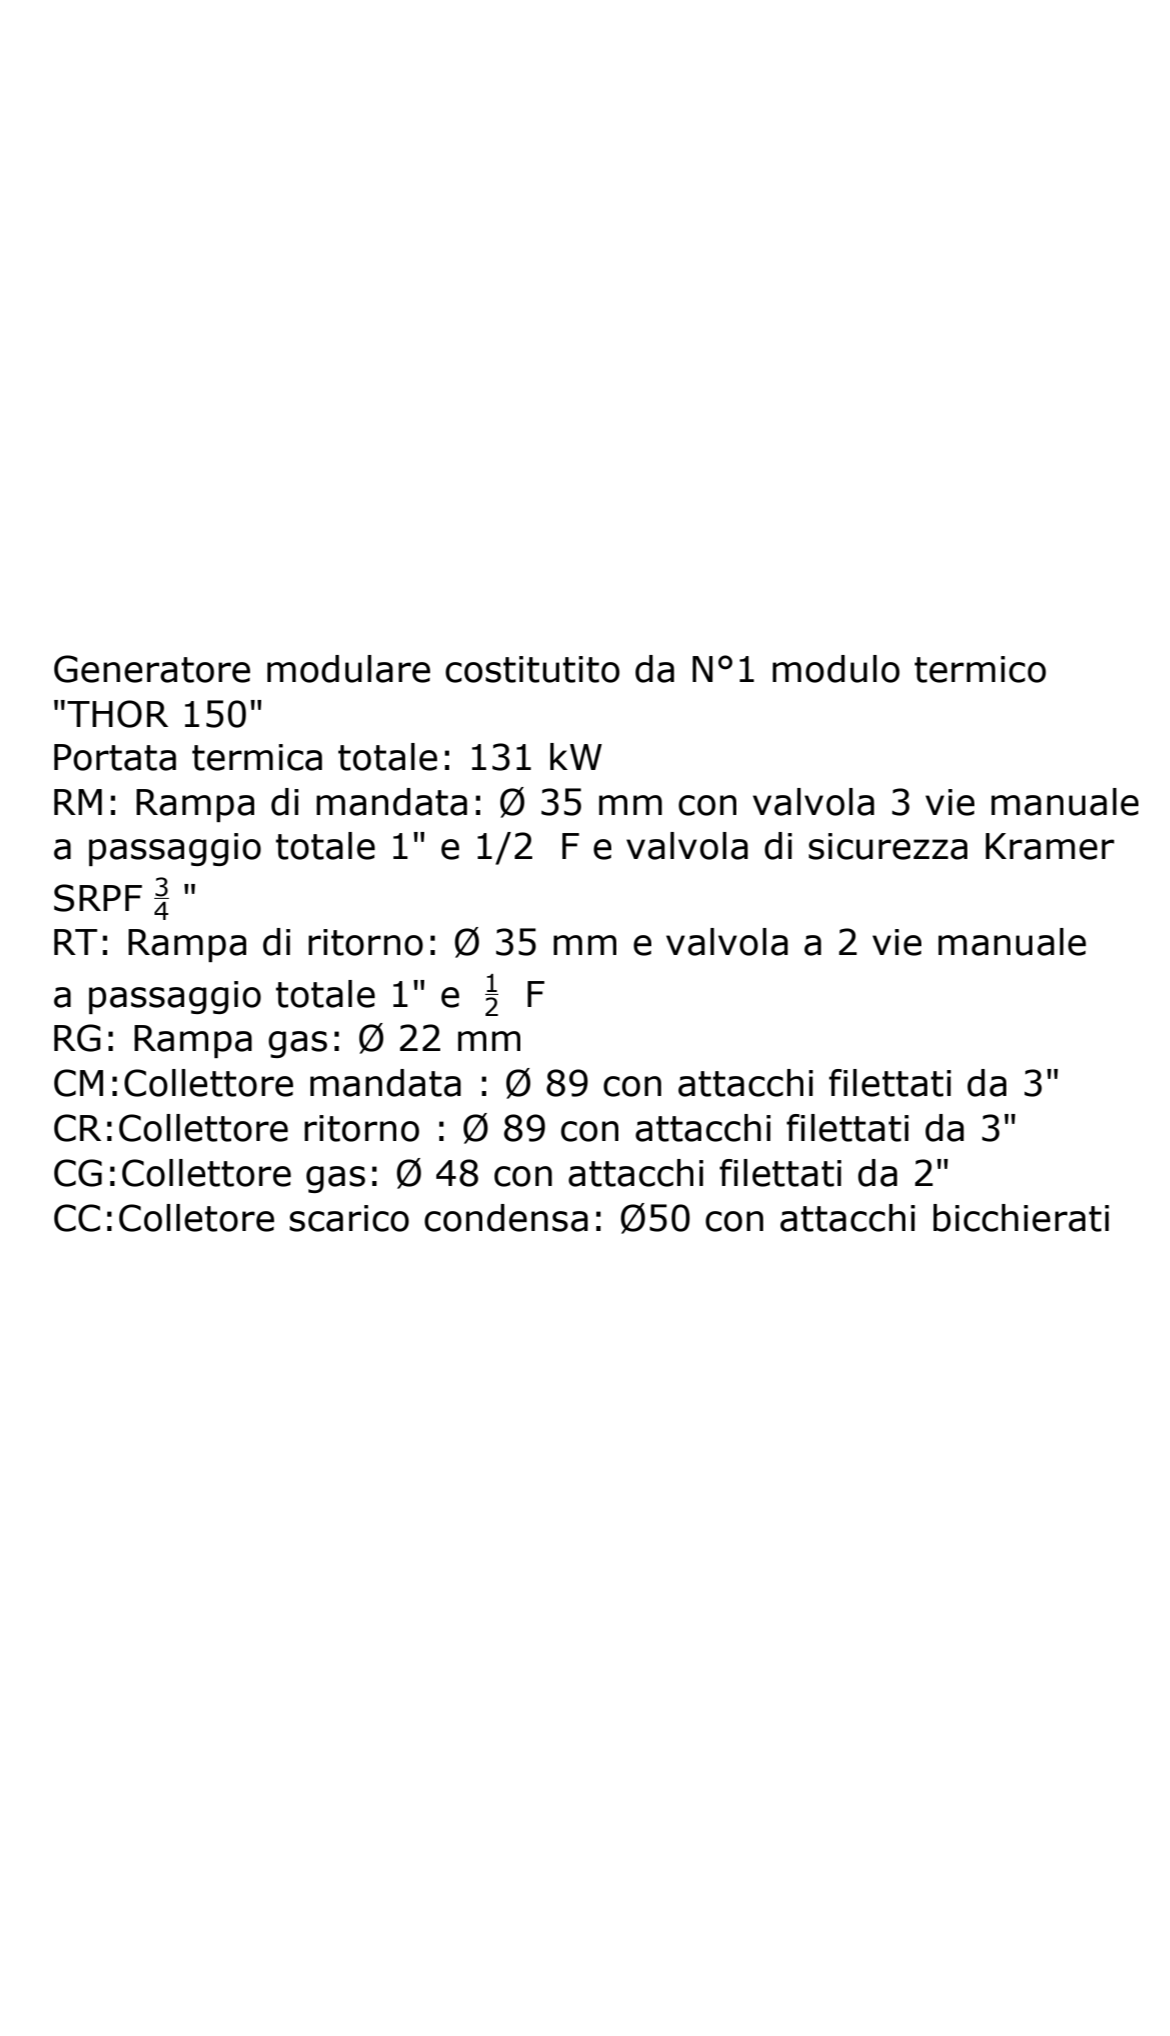 Generatore modulare costitutito da N°1 modulo termico
"THOR 150"
Portata termica totale: 131 kW
RM: Rampa di mandata: Ø 35 mm con valvola 3 vie manuale
a passaggio totale 1" e 1/2  F e valvola di sicurezza Kramer
SRPF ¾ "
RT: Rampa di ritorno: Ø 35 mm e valvola a 2 vie manuale
a passaggio totale 1" e  ½  F
RG: Rampa gas: Ø 22 mm
CM:Collettore mandata : Ø 89 con attacchi filettati da 3"
CR:Collettore ritorno : Ø 89 con attacchi filettati da 3"
CG:Collettore gas: Ø 48 con attacchi filettati da 2"
CC:Colletore scarico condensa: Ø50 con attacchi bicchierati